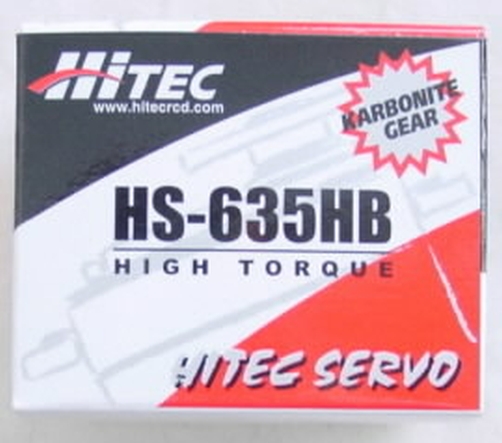 HiTEC
www.hitecrcd.com
KARBONITE
GEAR
HS-635HB
HIGH TORQUE
HITEC SERVO